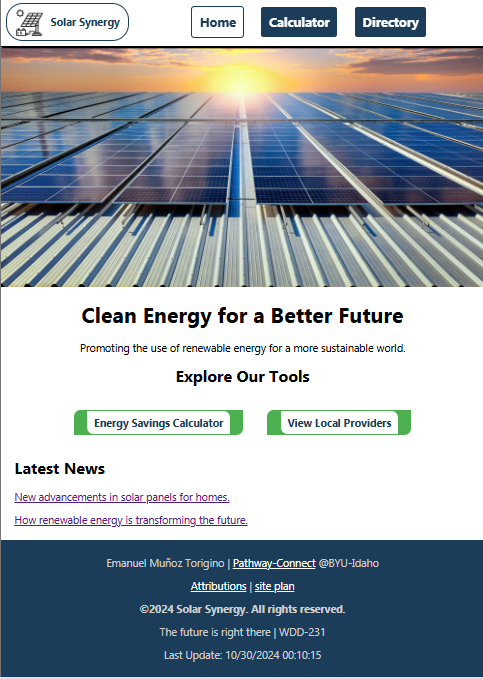 Solar Synergy
Home Calculator Directory
Clean Energy for a Better Future
Promoting the use of renewable energy for a more sustainable world.
Explore Our Tools
Energy Savings Calculator View Local Providers
Latest News
New advancements in solar panels for homes.
How renewable energy is transforming the future.
Emanuel Muñoz Torigino | Pathway-Connect @BYU-Idaho
Attributions | site plan
©2024 Solar Synergy. All rights reserved.
The future is right there | WDD-231
Last Update: 10/30/2024 00:10:15